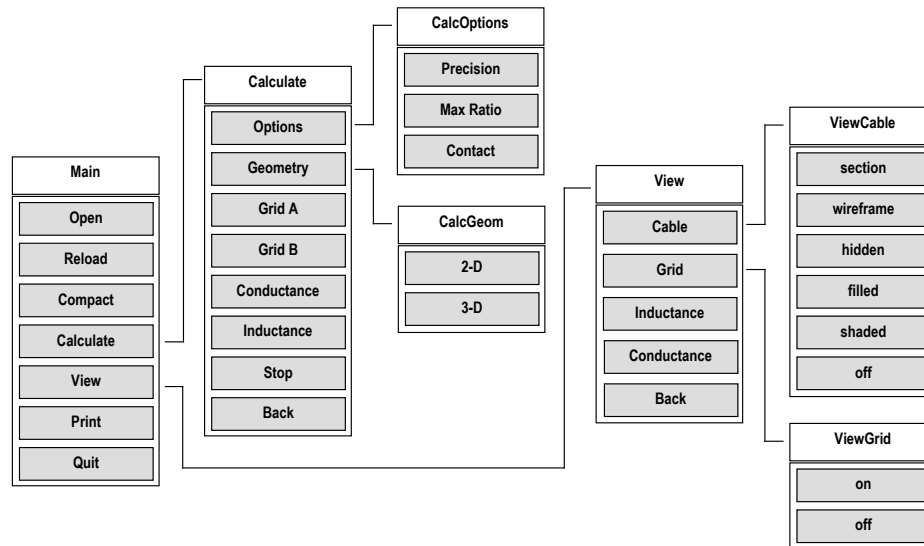 Main
Open
Reload
Compact
Calculate
View
Print
Quit
Calculate
Options
Geometry
Grid A
Grid B
Conductance
Inductance
Stop
Back
CalcOptions
Precision
Max Ratio
Contact
CalcGeom
2-D
3-D
View
Cable
Grid
Inductance
Conductance
Back
ViewCable
section
wireframe
hidden
filled
shaded
off
ViewGrid
on
off